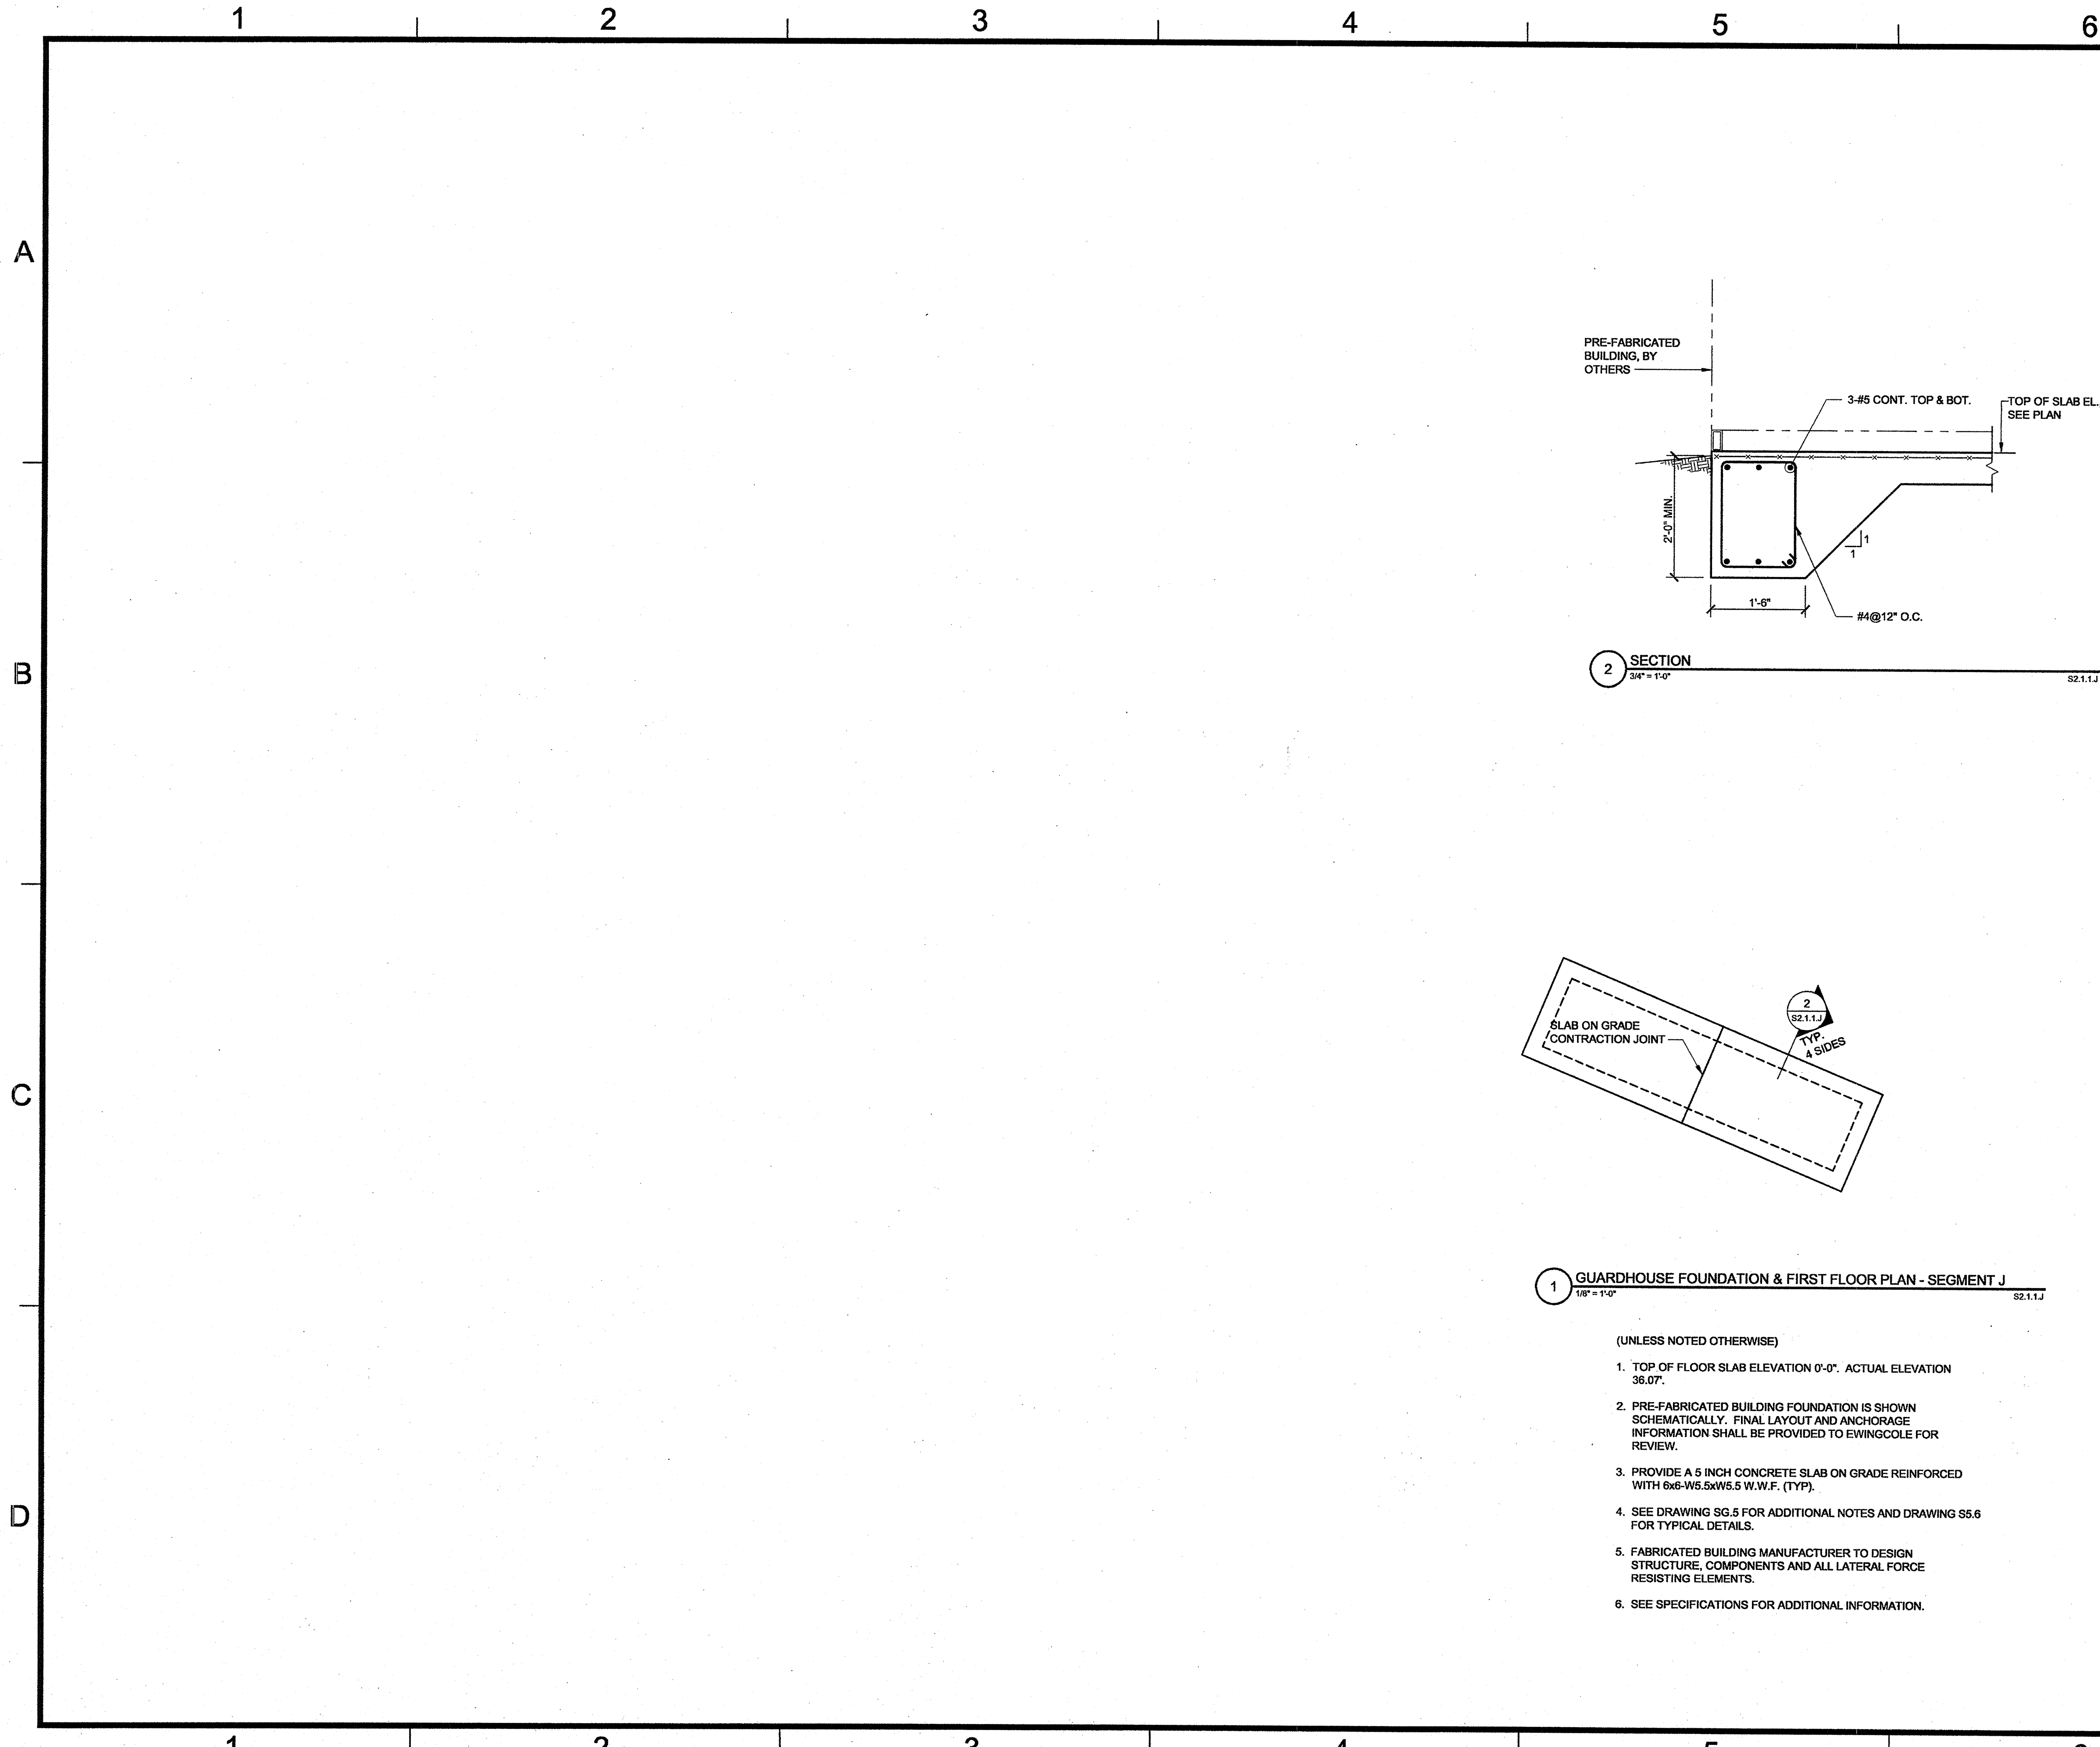 1 2 3 4 5 6
A
PRE-FABRICATED
BUILDING, BY
OTHERS
3-#5 CONT. TOP & BOT.
TOP OF SLAB EL.
SEE PLAN
2'-0" MIN.
1
1
1'-6"
#4@12" O.C.
B
2
SECTION
3/4" = 1'-0"
S2.1.1.J
2
S2.1.1.J
TYP.
4 SIDES
SLAB ON GRADE
CONTRACTION JOINT
C
1
GUARDHOUSE FOUNDATION & FIRST FLOOR PLAN - SEGMENT J
1/8" = 1'-0"
S2.1.1.J
(UNLESS NOTED OTHERWISE)
1. TOP OF FLOOR SLAB ELEVATION 0'-0". ACTUAL ELEVATION
36.07'.
2. PRE-FABRICATED BUILDING FOUNDATION IS SHOWN
SCHEMATICALLY. FINAL LAYOUT AND ANCHORAGE
INFORMATION SHALL BE PROVIDED TO EWINGCOLE FOR
REVIEW.
3. PROVIDE A 5 INCH CONCRETE SLAB ON GRADE REINFORCED
WITH 6x6-W5.5xW5.5 W.W.F. (TYP).
D
4. SEE DRAWING SG.5 FOR ADDITIONAL NOTES AND DRAWING S5.6
FOR TYPICAL DETAILS.
5. FABRICATED BUILDING MANUFACTURER TO DESIGN
STRUCTURE, COMPONENTS AND ALL LATERAL FORCE
RESISTING ELEMENTS.
6. SEE SPECIFICATIONS FOR ADDITIONAL INFORMATION.
1 2 3 4 5